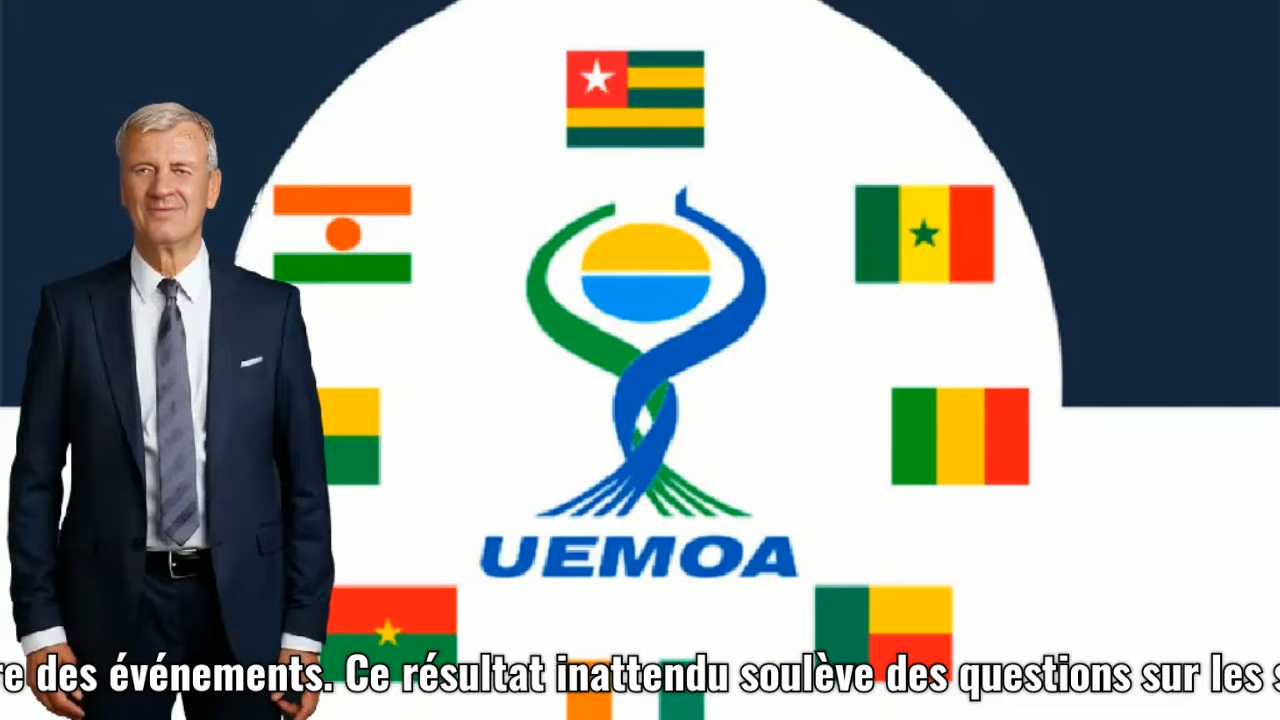 UEMOA
des événements. Ce résultat inattendu soulève des questions sur les